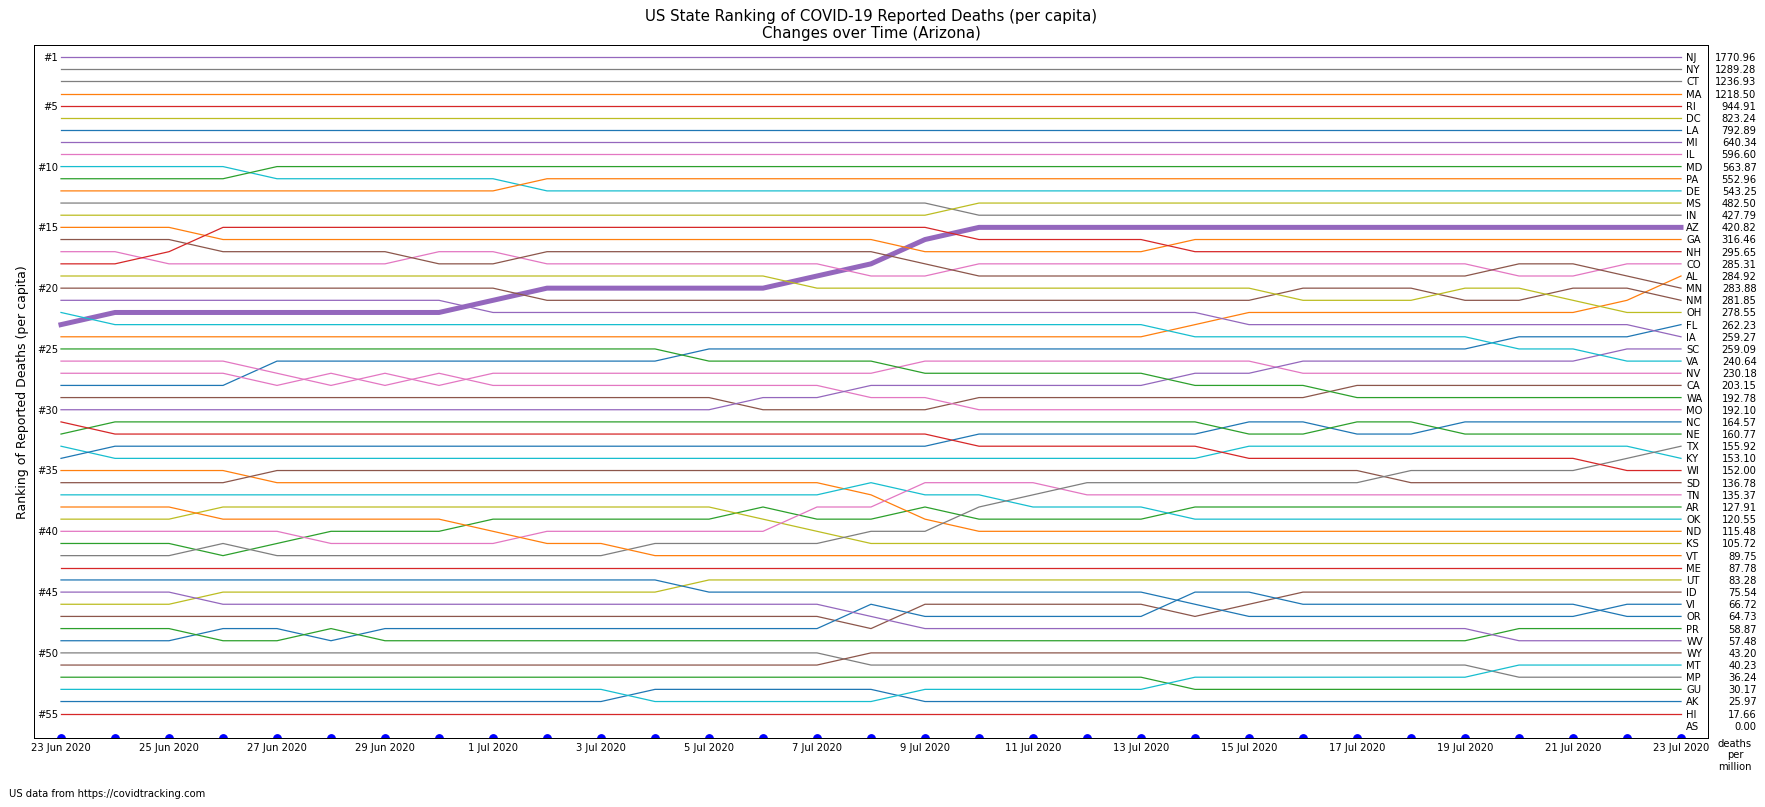 US State Ranking of COVID-19 Reported Deaths (per capita)
Changes over Time (Arizona)
Ranking of Reported Deaths (per capita)
#1
#5
#10
#15
#20
#25
#30
#35
#40
#45
#50
#55
NJ 1770.96
NY 1289.28
CT 1236.93
MA 1218.50
RI 944.91
DC 823.24
LA 792.89
MI 640.34
IL 596.60
MD 563.87
PA 552.96
DE 543.25
MS 482.50
IN 427.79
AZ 420.82
GA 316.46
NH 295.65
CO 285.31
AL 284.92
MN 283.88
NM 281.85
OH 278.55
FL 262.23
IA 259.27
SC 259.09
VA 240.64
NV 230.18
CA 203.15
WA 192.78
MO 192.10
NC 164.57
NE 160.77
TX 155.92
KY 153.10
WI 152.00
SD 136.78
TN 135.37
AR 127.91
OK 120.55
ND 115.48
KS 105.72
VT 89.75
ME 87.78
UT 83.28
ID 75.54
VI 66.72
OR 64.73
PR 58.87
WV 57.48
WY 43.20
MT 40.23
MP 36.24
GU 30.17
AK 25.97
HI 17.66
AS 0.00
23 Jun 2020 25 Jun 2020 27 Jun 2020 29 Jun 2020 1 Jul 2020 3 Jul 2020 5 Jul 2020 7 Jul 2020 9 Jul 2020 11 Jul 2020 13 Jul 2020 15 Jul 2020 17 Jul 2020 19 Jul 2020 21 Jul 2020 23 Jul 2020
deaths
per
million
US data from https://covidtracking.com